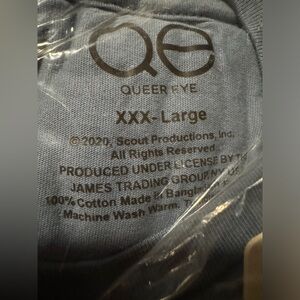 QE
QUEER EYE
XXX-Large
©2020, Scout Productions, Inc.
All Rights Reserved
PRODUCED UNDER LICENSE BY
JAMES TRADING GROUP
100% Cotton Made in
Machine Wash Warm,